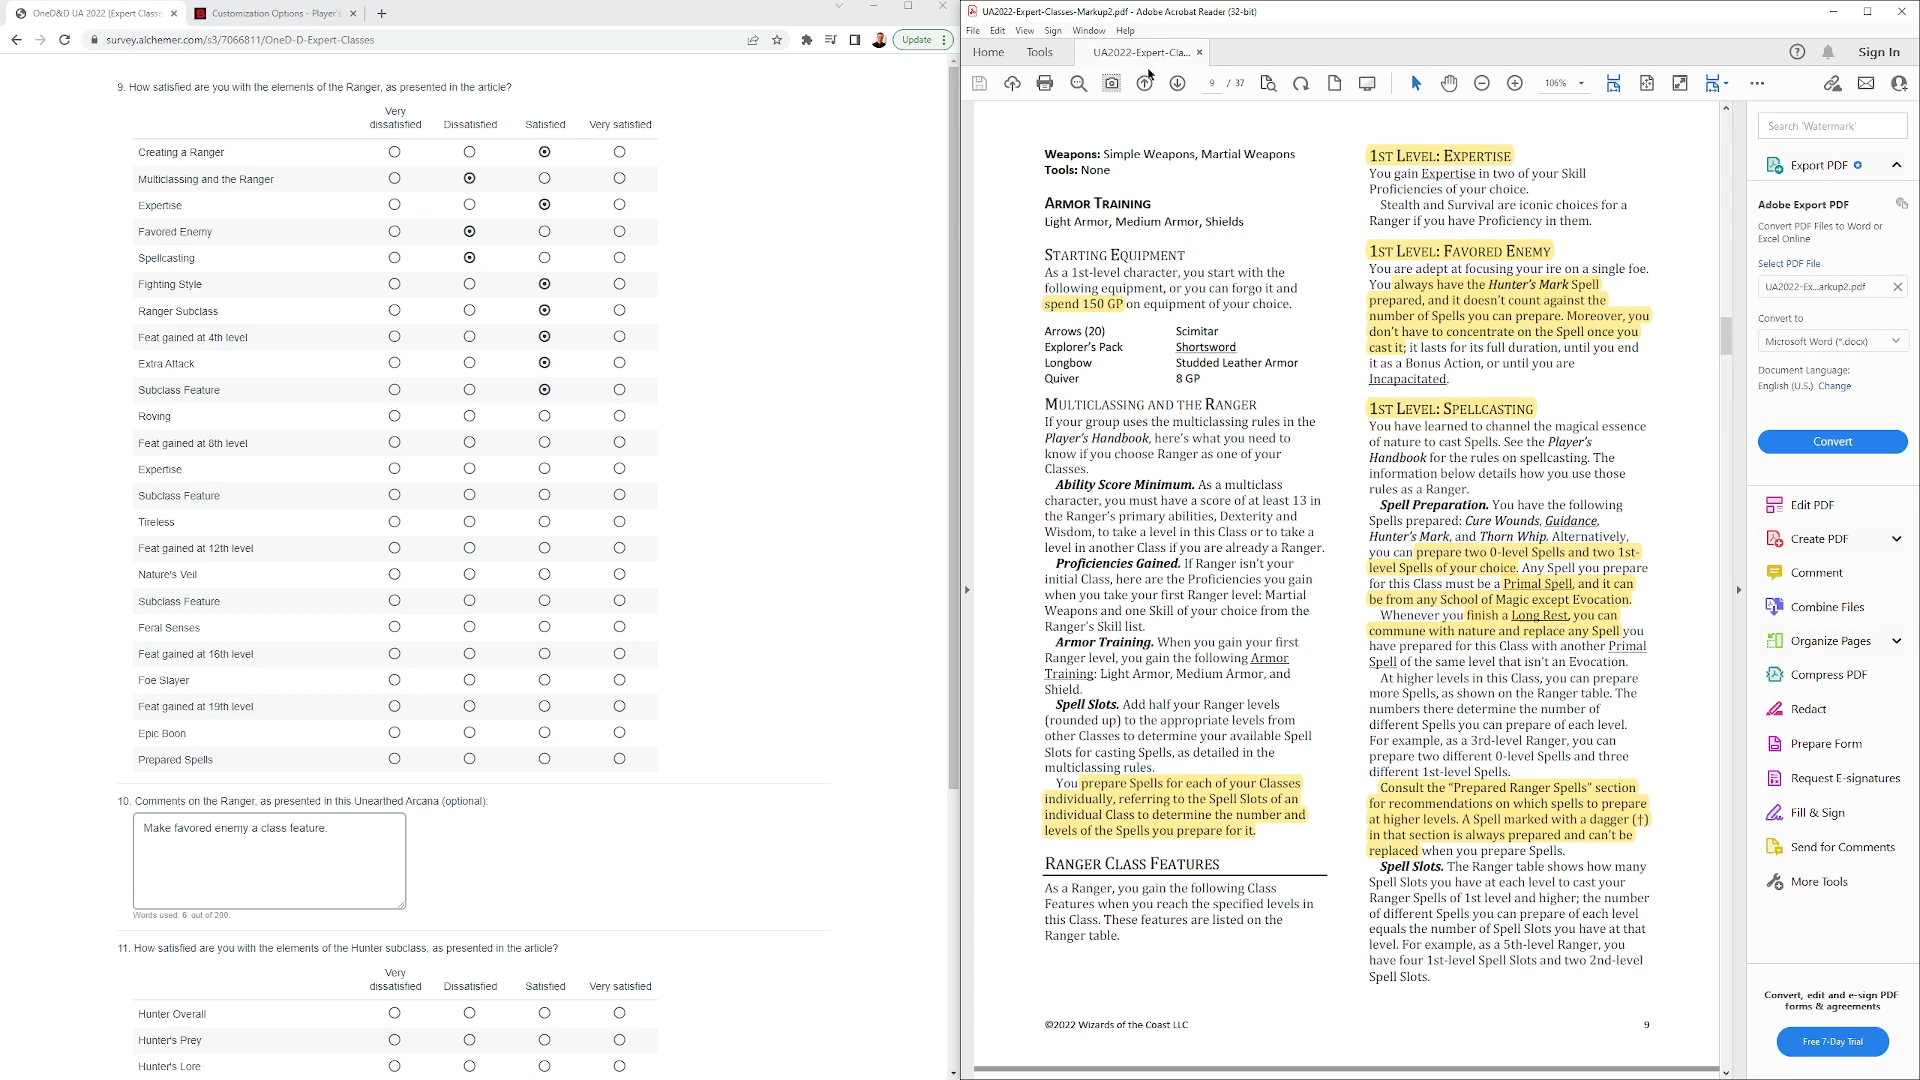 OneD&D UA 2022 (Expert Classe
Customization Options - Player's
survey.alchemer.com/s3/7066811/OneD-D-Expert-Classes
Update
9. How satisfied are you with the elements of the Ranger, as presented in the article?
Very dissatisfied Dissatisfied Satisfied Very satisfied
Creating a Ranger
Multiclassing and the Ranger
Expertise
Favored Enemy
Spellcasting
Fighting Style
Ranger Subclass
Feat gained at 4th level
Extra Attack
Subclass Feature
Roving
Feat gained at 8th level
Expertise
Subclass Feature
Tireless
Feat gained at 12th level
Nature's Veil
Subclass Feature
Feral Senses
Feat gained at 16th level
Foe Slayer
Feat gained at 19th level
Epic Boon
Prepared Spells
10. Comments on the Ranger, as presented in this Unearthed Arcana (optional):
Make favored enemy a class feature.
Words used: 6 out of 200.
11. How satisfied are you with the elements of the Hunter subclass, as presented in the article?
Very dissatisfied Dissatisfied Satisfied Very satisfied
Hunter Overall
Hunter's Prey
Hunter's Lore
UA2022-Expert-Classes-Markup2.pdf - Adobe Acrobat Reader (32-bit)
File Edit View Sign Window Help
Home Tools UA2022-Expert-Cla... Sign In
9 / 37 106%
Weapons: Simple Weapons, Martial Weapons
Tools: None
ARMOR TRAINING
Light Armor, Medium Armor, Shields
STARTING EQUIPMENT
As a 1st-level character, you start with the
following equipment, or you can forgo it and
spend 150 GP on equipment of your choice.
Arrows (20) Scimitar
Explorer's Pack Shortsword
Longbow Studded Leather Armor
Quiver 8 GP
MULTICLASSING AND THE RANGER
If your group uses the multiclassing rules in the
Player's Handbook, here's what you need to
know if you choose Ranger as one of your
Classes.
Ability Score Minimum. As a multiclass
character, you must have a score of at least 13 in
the Ranger's primary abilities, Dexterity and
Wisdom, to take a level in this Class or to take a
level in another Class if you are already a Ranger.
Proficiencies Gained. If Ranger isn't your
initial Class, here are the Proficiencies you gain
when you take your first Ranger level: Martial
Weapons and one Skill of your choice from the
Ranger's Skill list.
Armor Training. When you gain your first
Ranger level, you gain the following Armor
Training: Light Armor, Medium Armor, and
Shield.
Spell Slots. Add half your Ranger levels
(rounded up) to the appropriate levels from
other Classes to determine your available Spell
Slots for casting Spells, as detailed in the
multiclassing rules.
You prepare Spells for each of your Classes
individually, referring to the Spell Slots of an
individual Class to determine the number and
levels of the Spells you prepare for it.
RANGER CLASS FEATURES
As a Ranger, you gain the following Class
Features when you reach the specified levels in
this Class. These features are listed on the
Ranger table.
1ST LEVEL: EXPERTISE
You gain Expertise in two of your Skill
Proficiencies of your choice.
Stealth and Survival are iconic choices for a
Ranger if you have Proficiency in them.
1ST LEVEL: FAVORED ENEMY
You are adept at focusing your ire on a single foe.
You always have the Hunter's Mark Spell
prepared, and it doesn't count against the
number of Spells you can prepare. Moreover, you
don't have to concentrate on the Spell once you
cast it; it lasts for its full duration, until you end
it as a Bonus Action, or until you are
Incapacitated.
1ST LEVEL: SPELLCASTING
You have learned to channel the magical essence
of nature to cast Spells. See the Player's
Handbook for the rules on spellcasting. The
information below details how you use those
rules as a Ranger.
Spell Preparation. You have the following
Spells prepared: Cure Wounds, Guidance,
Hunter's Mark, and Thorn Whip. Alternatively,
you can prepare two 0-level Spells and two 1st-
level Spells of your choice. Any Spell you prepare
for this Class must be a Primal Spell, and it can
be from any School of Magic except Evocation.
Whenever you finish a Long Rest, you can
commune with nature and replace any Spell you
have prepared for this Class with another Primal
Spell of the same level that isn't an Evocation.
At higher levels in this Class, you can prepare
more Spells, as shown on the Ranger table. The
numbers there determine the number of
different Spells you can prepare of each level.
For example, as a 3rd-level Ranger, you can
prepare two different 0-level Spells and three
different 1st-level Spells.
Consult the “Prepared Ranger Spells” section
for recommendations on which spells to prepare
at higher levels. A Spell marked with a dagger (†)
in that section is always prepared and can't be
replaced when you prepare Spells.
Spell Slots. The Ranger table shows how many
Spell Slots you have at each level to cast your
Ranger Spells of 1st level and higher; the number
of different Spells you can prepare of each level
equals the number of Spell Slots you have at that
level. For example, as a 5th-level Ranger, you
have four 1st-level Spell Slots and two 2nd-level
Spell Slots.
©2022 Wizards of the Coast LLC 9
Search 'Watermark'
Export PDF
Adobe Export PDF
Convert PDF Files to Word or
Excel Online
Select PDF File
UA2022-Ex...arkup2.pdf
Convert to
Microsoft Word (*.docx)
Document Language:
English (U.S.) Change
Convert
Edit PDF
Create PDF
Comment
Combine Files
Organize Pages
Compress PDF
Redact
Prepare Form
Request E-signatures
Fill & Sign
Send for Comments
More Tools
Convert, edit and e-sign PDF
forms & agreements
Free 7-Day Trial